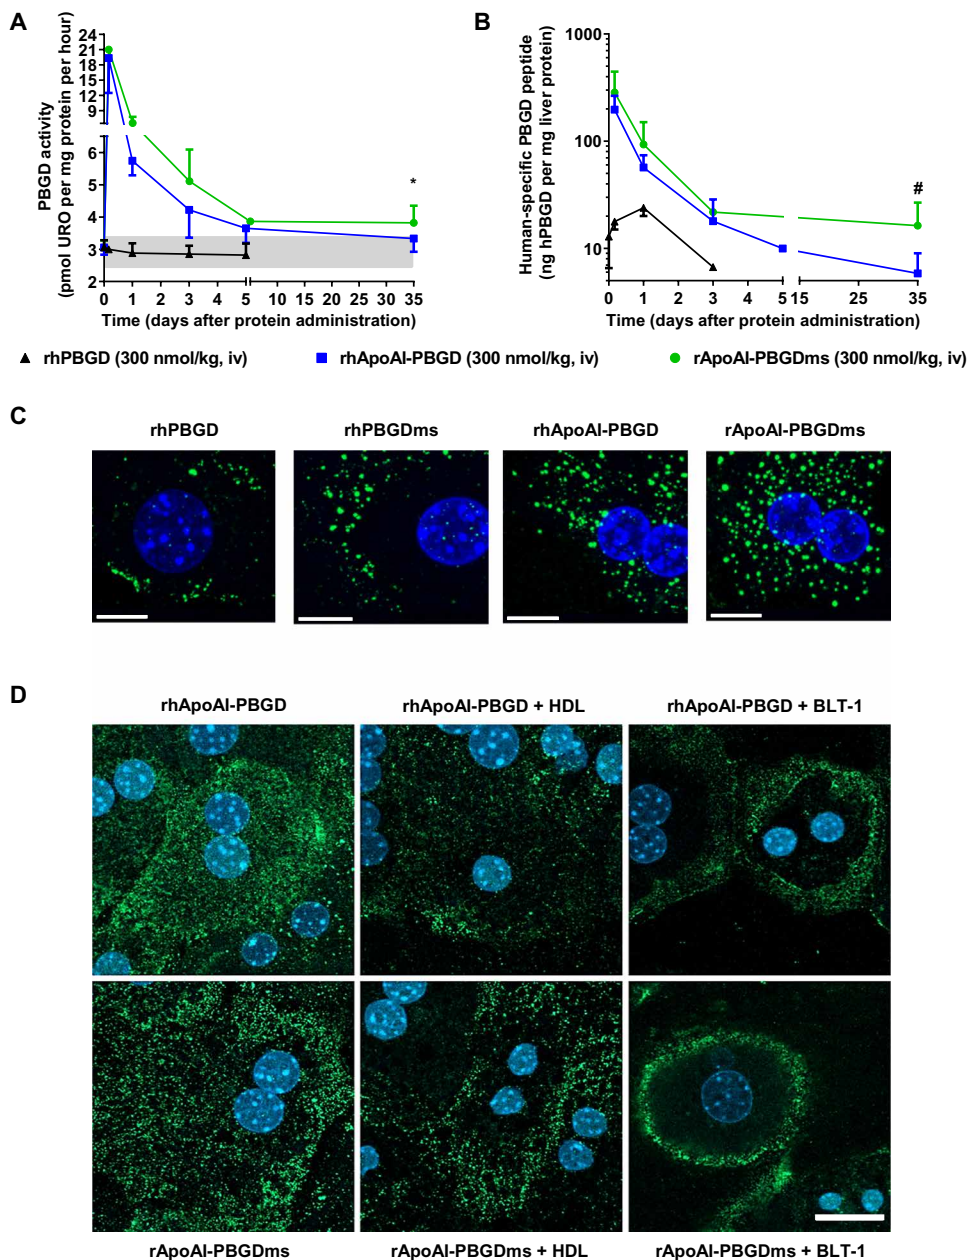 A
PBGD activity
(pmol URO per mg protein per hour)
24
21
18
15
12
9
6
5
4
3
2
*
0 1 2 3 4 5 10 15 20 25 30 35
Time (days after protein administration)
B
Human-specific PBGD peptide
(ng hPBGD per mg liver protein)
1000
100
10
#
0 1 2 3 4 5 15 25 35
Time (days after protein administration)
rhPBGD (300 nmol/kg, iv)
rhApoAI-PBGD (300 nmol/kg, iv)
rApoAI-PBGDms (300 nmol/kg, iv)
C
rhPBGD
rhPBGDms
rhApoAI-PBGD
rApoAI-PBGDms
D
rhApoAI-PBGD
rhApoAI-PBGD + HDL
rhApoAI-PBGD + BLT-1
rApoAI-PBGDms
rApoAI-PBGDms + HDL
rApoAI-PBGDms + BLT-1